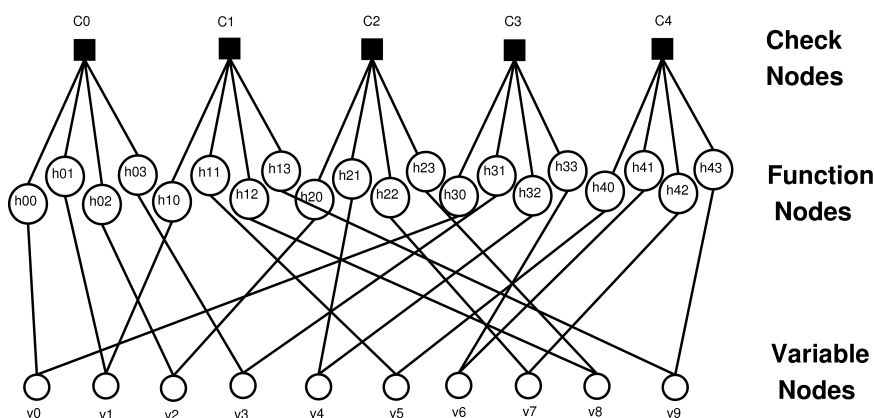 C0 C1 C2 C3 C4
Check
Nodes
h00 h01 h02 h03 h10 h11 h12 h13 h20 h21 h22 h23 h30 h31 h32 h33 h40 h41 h42 h43
Function
Nodes
Variable
Nodes
v0 v1 v2 v3 v4 v5 v6 v7 v8 v9